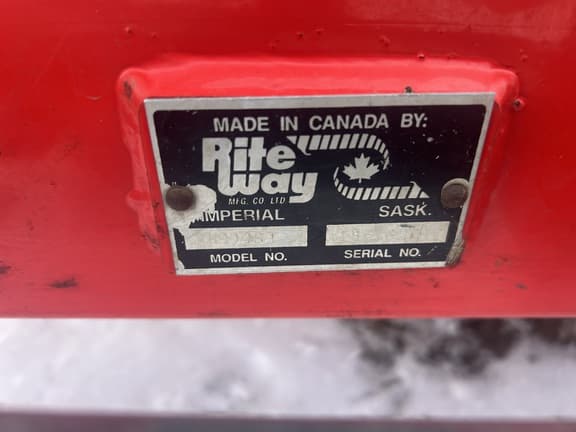 MADE IN CANADA BY:
Rite
Way
MFG. CO LTD
IMPERIAL SASK.
MODEL NO. SERIAL NO.